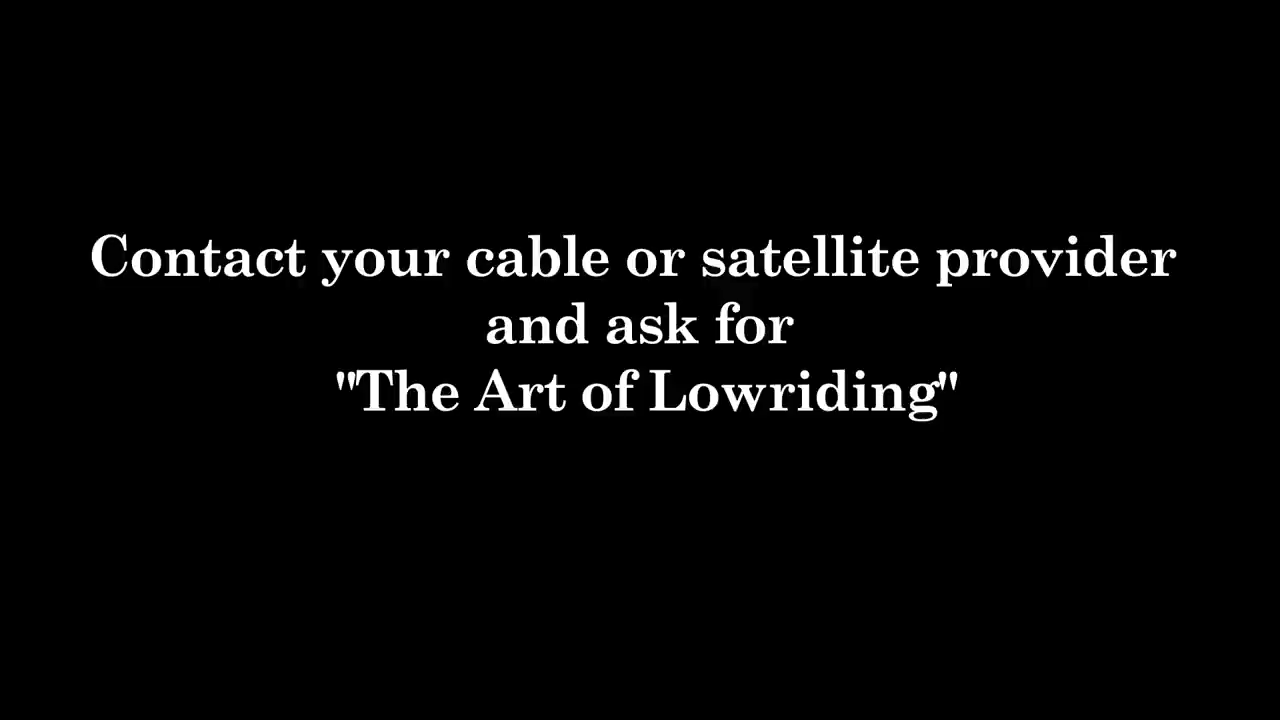 Contact your cable or satellite provider
and ask for
"The Art of Lowriding"